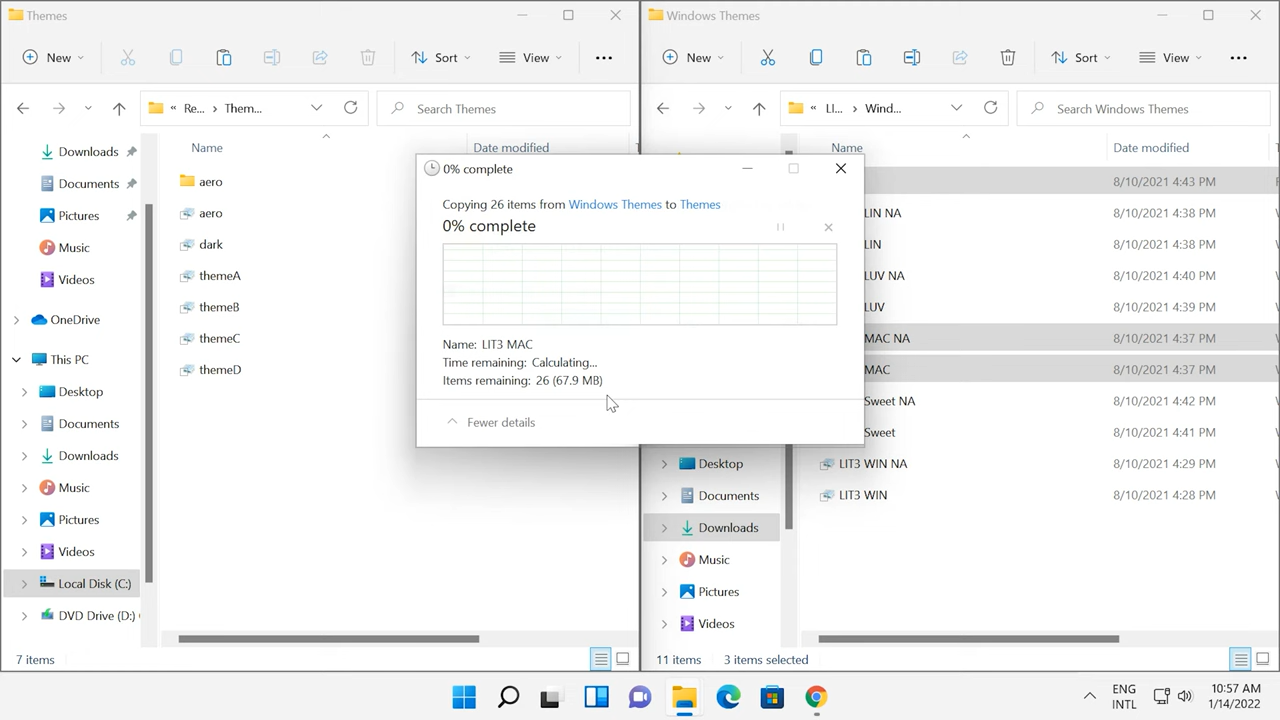 Themes
New
Sort
View
« Re... › Them...
Search Themes
Name
Date modified
Downloads
Documents
Pictures
Music
Videos
OneDrive
This PC
Desktop
Documents
Downloads
Music
Pictures
Videos
Local Disk (C:)
DVD Drive (D:)
aero
aero
dark
themeA
themeB
themeC
themeD
7 items
Windows Themes
New
Sort
View
« LI... › Wind...
Search Windows Themes
Name
Date modified
8/10/2021 4:43 PM
LIN NA 8/10/2021 4:38 PM
LIN 8/10/2021 4:38 PM
LUV NA 8/10/2021 4:40 PM
LUV 8/10/2021 4:39 PM
MAC NA 8/10/2021 4:37 PM
MAC 8/10/2021 4:37 PM
Sweet NA 8/10/2021 4:42 PM
Sweet 8/10/2021 4:41 PM
LIT3 WIN NA 8/10/2021 4:29 PM
LIT3 WIN 8/10/2021 4:28 PM
Desktop
Documents
Downloads
Music
Pictures
Videos
11 items 3 items selected
0% complete
Copying 26 items from Windows Themes to Themes
0% complete
Name: LIT3 MAC
Time remaining: Calculating...
Items remaining: 26 (67.9 MB)
Fewer details
ENG
INTL
10:57 AM
1/14/2022